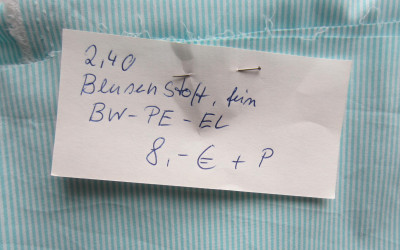 2,40
Blusenstoff, fein
BW-PE-EL
8,-€ + P